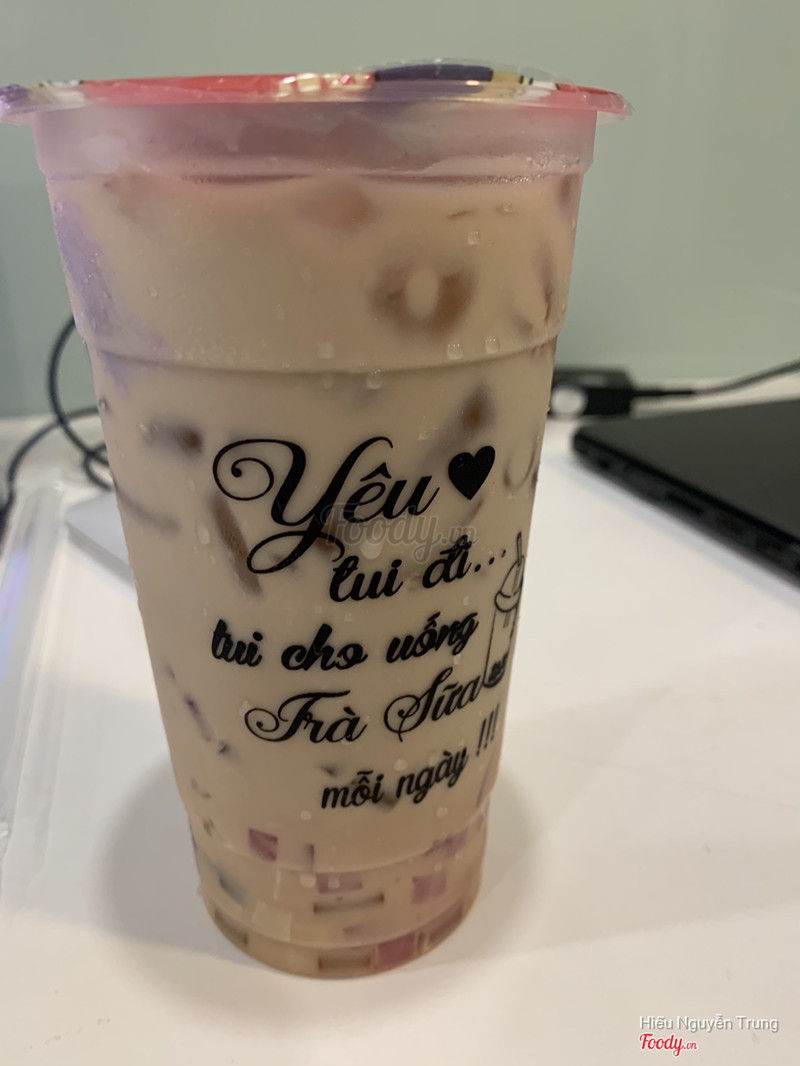 Yêu
tui đi...
tui cho uống
Trà Sữa
mỗi ngày !!!
Foody.vn
Hiếu Nguyễn Trung
Foody.vn